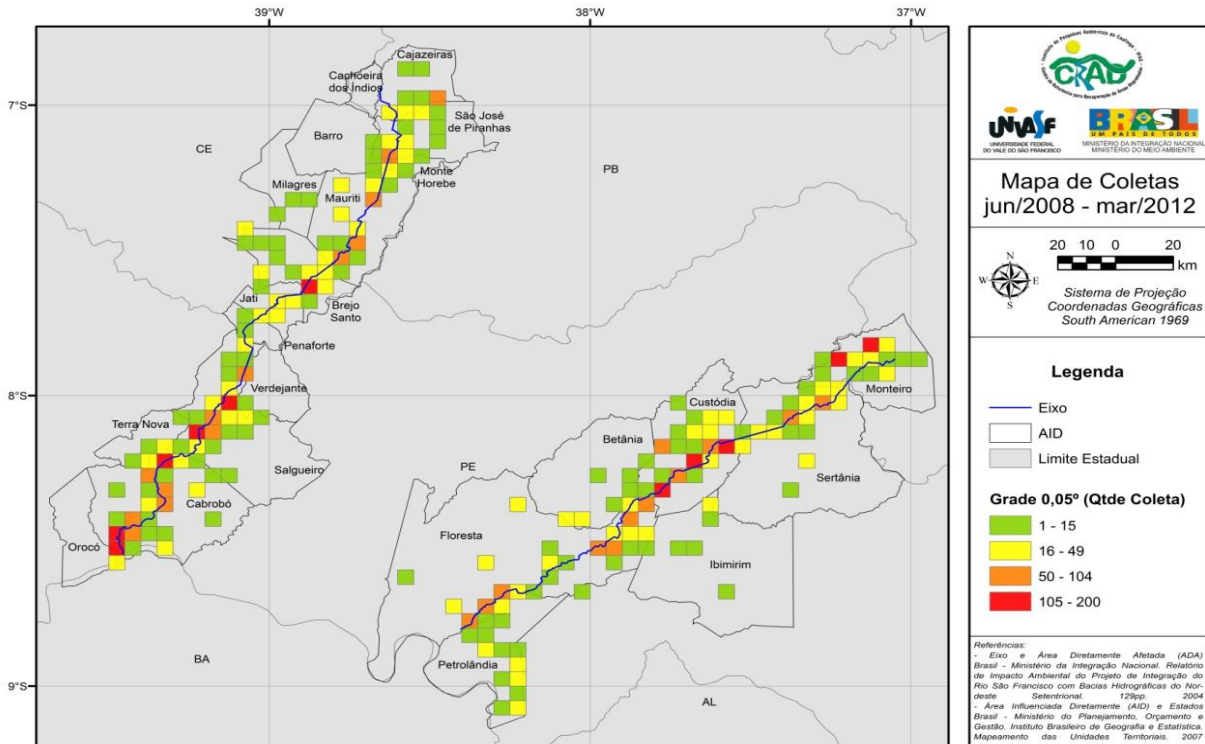 39°W 38°W 37°W
7°S
8°S
9°S
Cajazeiras
Cachoeira
dos Índios
São José
de Piranhas
Barro
CE
PB
Monte
Horebe
Milagres
Mauriti
Jati
Brejo
Santo
Penaforte
Verdejante
Monteiro
Custódia
Terra Nova
Betânia
Salgueiro
PE
Sertânia
Cabrobó
Floresta
Orocó
Ibimirim
BA
Petrolândia
AL
CRAD
UNIVASF
UNIVERSIDADE FEDERAL
DO VALE DO SÃO FRANCISCO
BRASIL
UM PAÍS DE TODOS
MINISTÉRIO DA INTEGRAÇÃO NACIONAL
MINISTÉRIO DO MEIO AMBIENTE
Mapa de Coletas
jun/2008 - mar/2012
N
W E
S
20 10 0 20
km
Sistema de Projeção
Coordenadas Geográficas
South American 1969
Legenda
Eixo
AID
Limite Estadual
Grade 0,05º (Qtde Coleta)
1 - 15
16 - 49
50 - 104
105 - 200
Referências:
- Eixo e Área Diretamente Afetada (ADA)
Brasil - Ministério da Integração Nacional. Relatório
de Impacto Ambiental do Projeto de Integração do
Rio São Francisco com Bacias Hidrográficas do Nor-
deste Setentrional. 129pp. 2004
- Área Influenciada Diretamente (AID) e Estados
Brasil - Ministério do Planejamento, Orçamento e
Gestão. Instituto Brasileiro de Geografia e Estatística.
Mapeamento das Unidades Territoriais. 2007